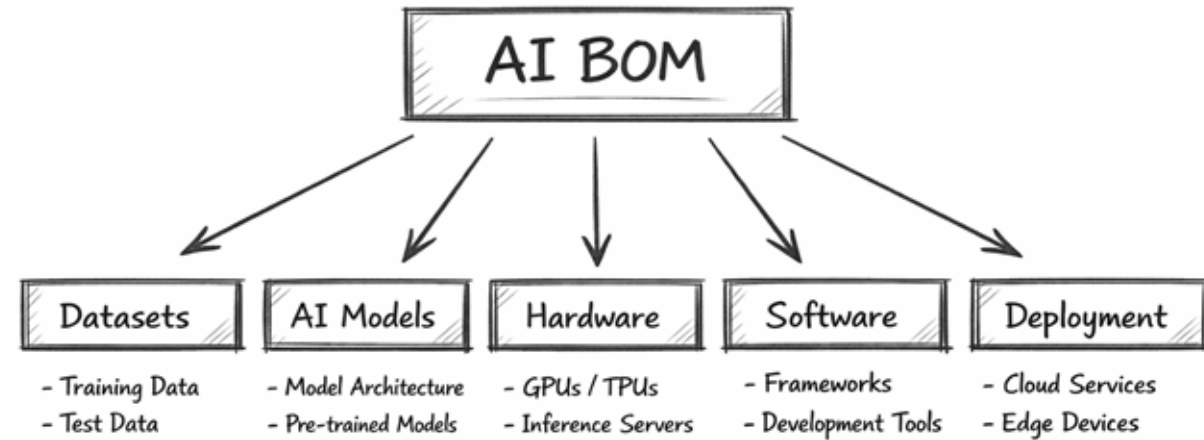 AI BOM
Datasets
- Training Data
- Test Data
AI Models
- Model Architecture
- Pre-trained Models
Hardware
- GPUs / TPUs
- Inference Servers
Software
- Frameworks
- Development Tools
Deployment
- Cloud Services
- Edge Devices